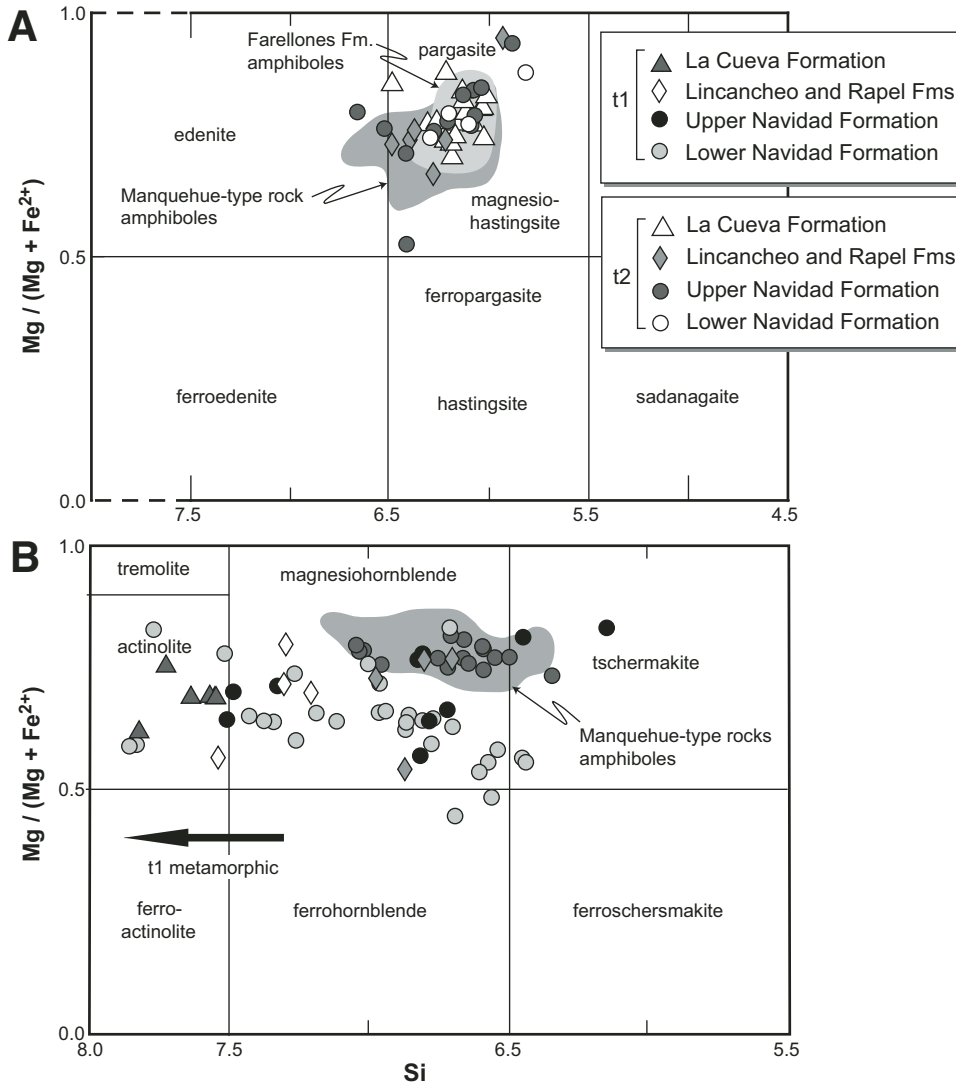 A
1.0
Farellones Fm.
amphiboles
pargasite
edenite
Manquehue-type rock
amphiboles
magnesio-
hastingsite
0.5
ferropargasite
ferroedenite
hastingsite
sadanagaite
0.0
7.5
6.5
5.5
4.5
Mg / (Mg + Fe2+)
t1
La Cueva Formation
Lincancheo and Rapel Fms
Upper Navidad Formation
Lower Navidad Formation
t2
La Cueva Formation
Lincancheo and Rapel Fms
Upper Navidad Formation
Lower Navidad Formation
B
1.0
tremolite
magnesiohornblende
actinolite
tschermakite
Manquehue-type rocks
amphiboles
0.5
t1 metamorphic
ferro-
actinolite
ferrohornblende
ferroschersmakite
0.0
8.0
7.5
6.5
5.5
Si
Mg / (Mg + Fe2+)